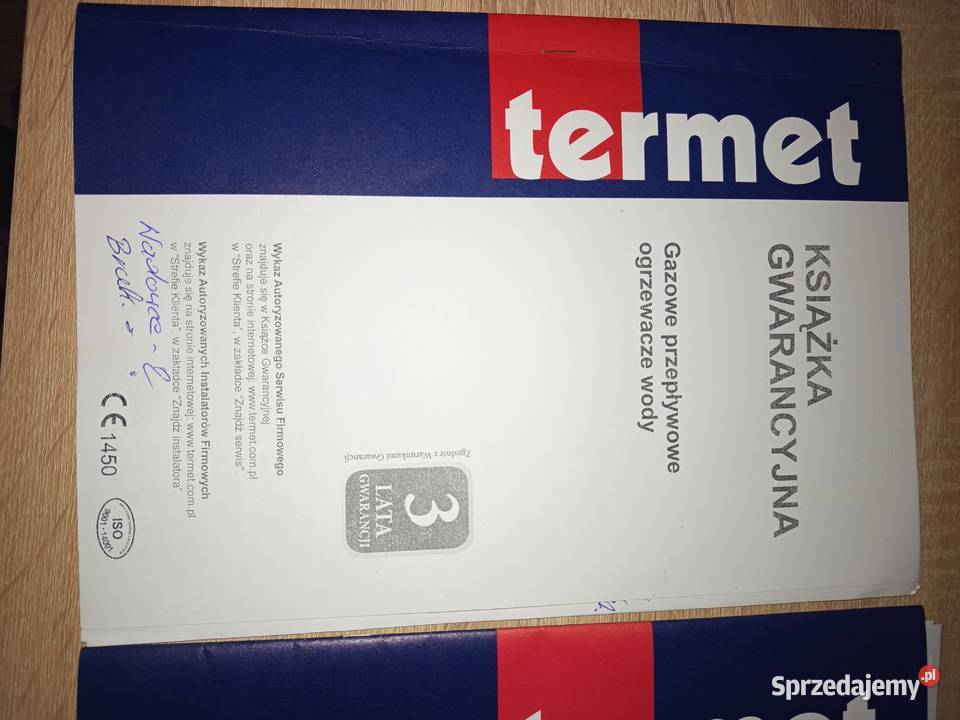 termet
KSIĄŻKA
GWARANCYJNA
Gazowe przepływowe
ogrzewacze wody
Zgodnie z Warunkami Gwarancji
3
LATA
GWARANCJI
Wykaz Autoryzowanego Serwisu Firmowego
znajduje się w Książce Gwarancyjnej
oraz na stronie internetowej: www.termet.com.pl
w "Strefie Klienta", w zakładce "Znajdź serwis".
Wykaz Autoryzowanych Instalatorów Firmowych
znajduje się na stronie internetowej: www.termet.com.pl
w "Strefie Klienta", w zakładce "Znajdź instalatora".
CE 1450
ISO
9001 - 14001
termet
Sprzedajemy.pl